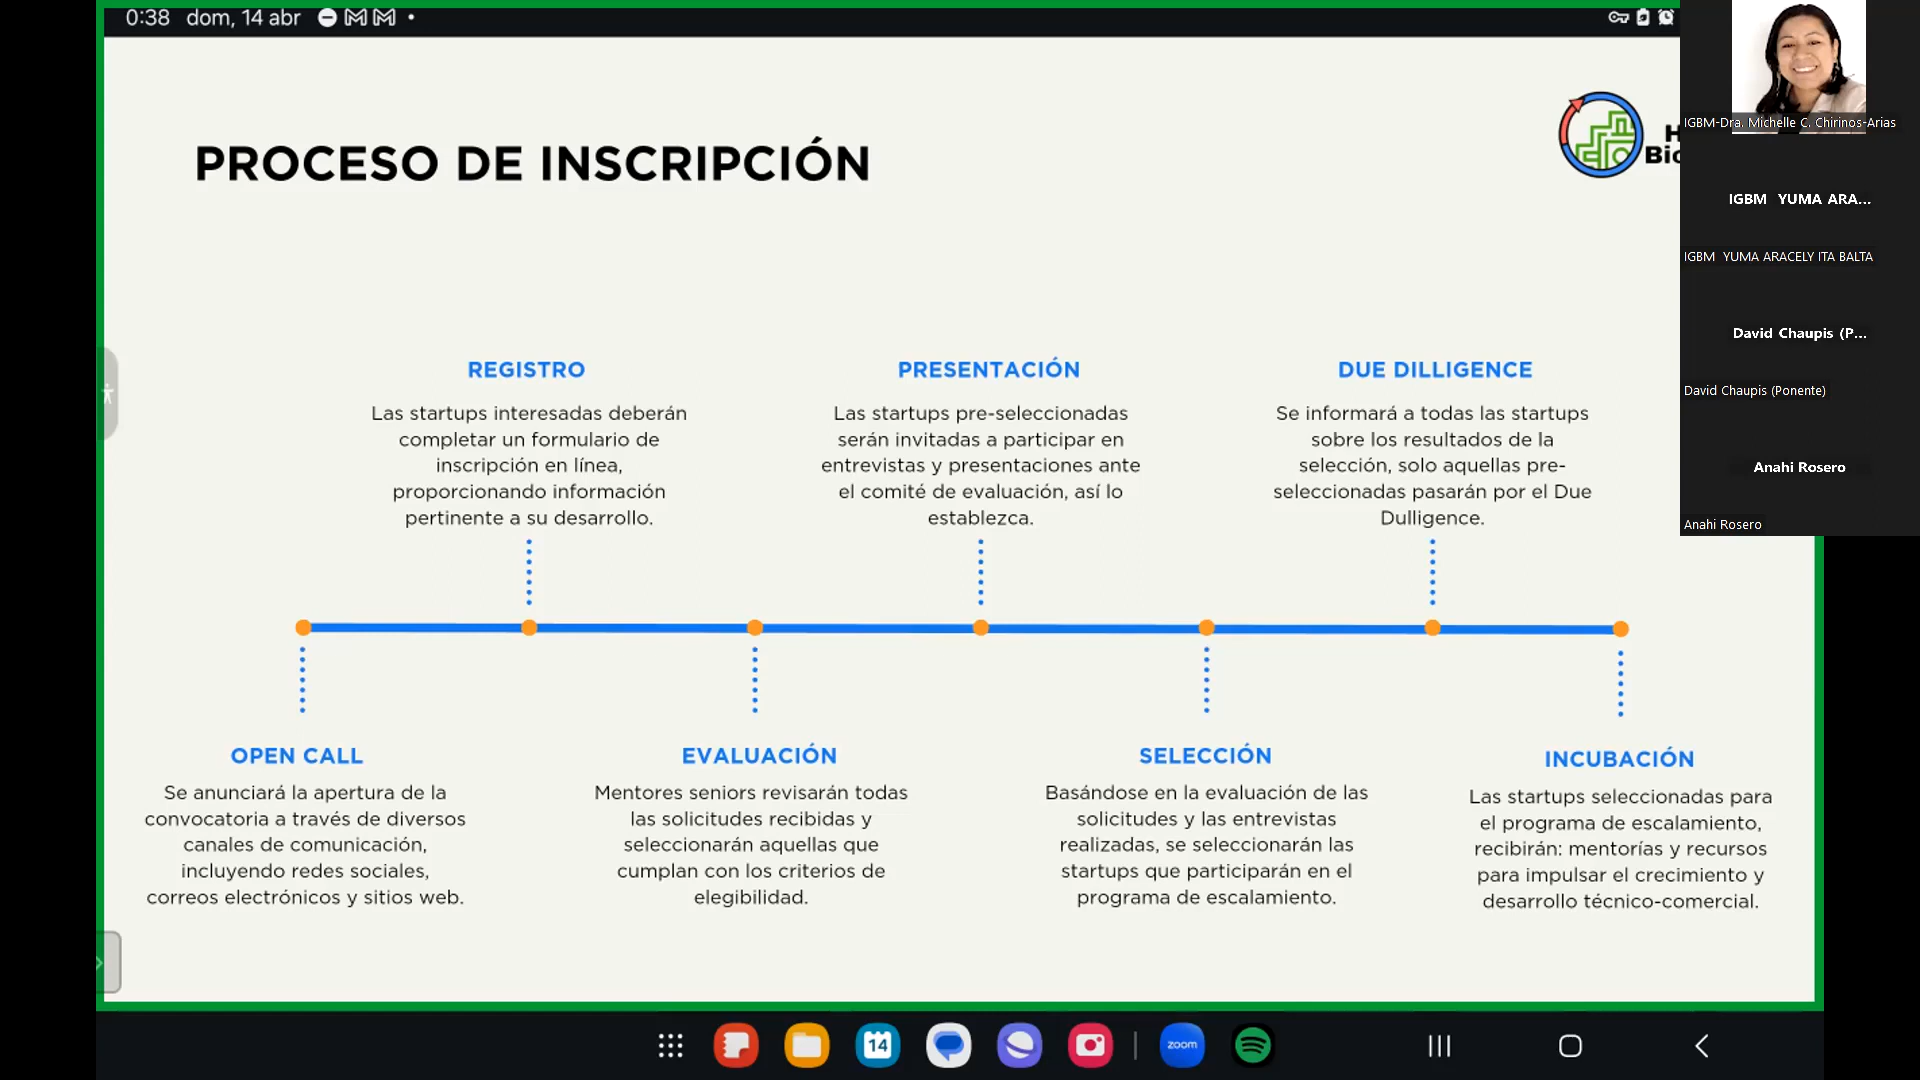 0:38 dom, 14 abr
PROCESO DE INSCRIPCIÓN
REGISTRO
Las startups interesadas deberán
completar un formulario de
inscripción en línea,
proporcionando información
pertinente a su desarrollo.
PRESENTACIÓN
Las startups pre-seleccionadas
serán invitadas a participar en
entrevistas y presentaciones ante
el comité de evaluación, así lo
establezca.
DUE DILLIGENCE
Se informará a todas las startups
sobre los resultados de la
selección, solo aquellas pre-
seleccionadas pasarán por el Due
Dulligence.
OPEN CALL
Se anunciará la apertura de la
convocatoria a través de diversos
canales de comunicación,
incluyendo redes sociales,
correos electrónicos y sitios web.
EVALUACIÓN
Mentores seniors revisarán todas
las solicitudes recibidas y
seleccionarán aquellas que
cumplan con los criterios de
elegibilidad.
SELECCIÓN
Basándose en la evaluación de las
solicitudes y las entrevistas
realizadas, se seleccionarán las
startups que participarán en el
programa de escalamiento.
INCUBACIÓN
Las startups seleccionadas para
el programa de escalamiento,
recibirán: mentorías y recursos
para impulsar el crecimiento y
desarrollo técnico-comercial.
IGBM-Dra. Michelle C. Chirinos-Arias
IGBM YUMA ARA...
IGBM YUMA ARACELY ITA BALTA
David Chaupis (P...
David Chaupis (Ponente)
Anahi Rosero
Anahi Rosero
14
zoom